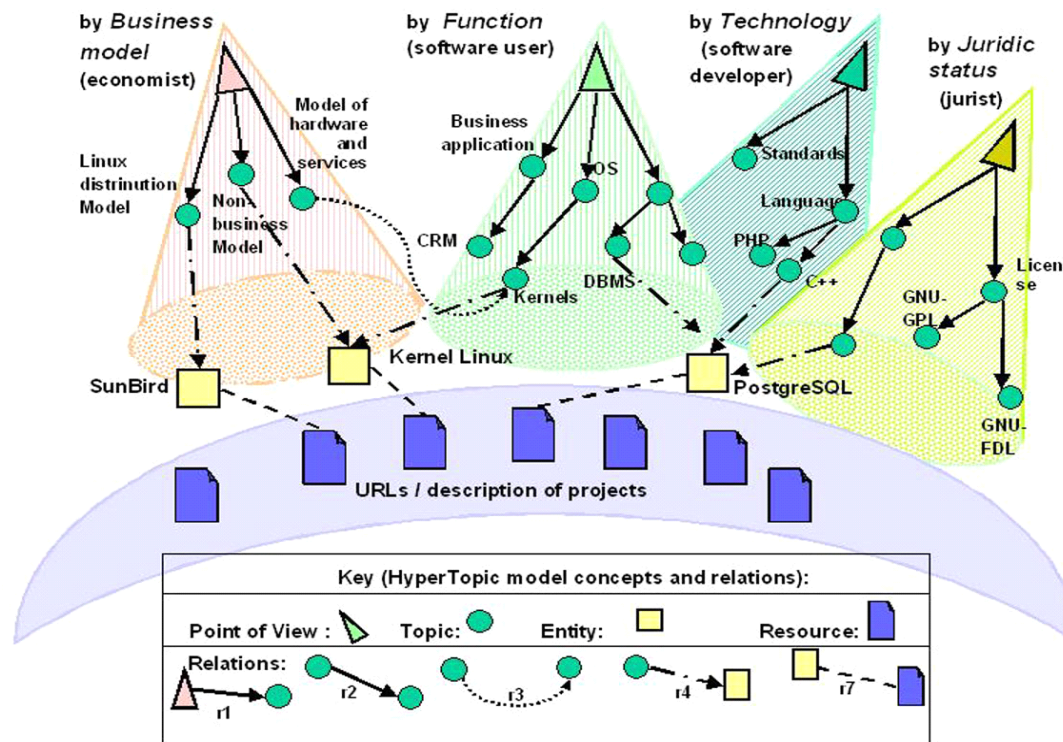 by Business
model
(economist)
by Function
(software user)
by Technology
(software
developer)
by Juridic
status
(jurist)
Model of
hardware
and
services
Linux
distrinution
Model
Non-
business
Model
Business
application
OS
CRM
Kernels
DBMS
Standards
Language
PHP
C++
Licen
se
GNU-
GPL
GNU-
FDL
SunBird
Kernel Linux
PostgreSQL
URLs / description of projects
Key (HyperTopic model concepts and relations):
Point of View :
Topic:
Entity:
Resource:
Relations:
r1
r2
r3
r4
r7